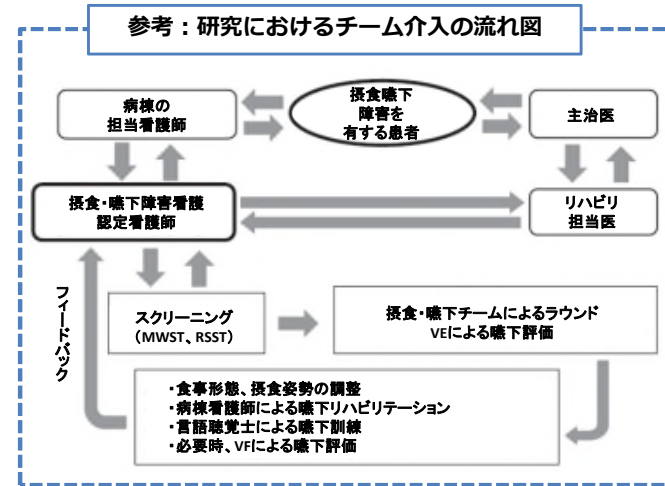 参考：研究におけるチーム介入の流れ図
病棟の
担当看護師
摂食嚥下
障害を
有する患者
主治医
摂食・嚥下障害看護
認定看護師
リハビリ
担当医
フィードバック
スクリーニング
（MWST、RSST）
摂食・嚥下チームによるラウンド
VEによる嚥下評価
・食事形態、摂食姿勢の調整
・病棟看護師による嚥下リハビリテーション
・言語聴覚士による嚥下訓練
・必要時、VFによる嚥下評価